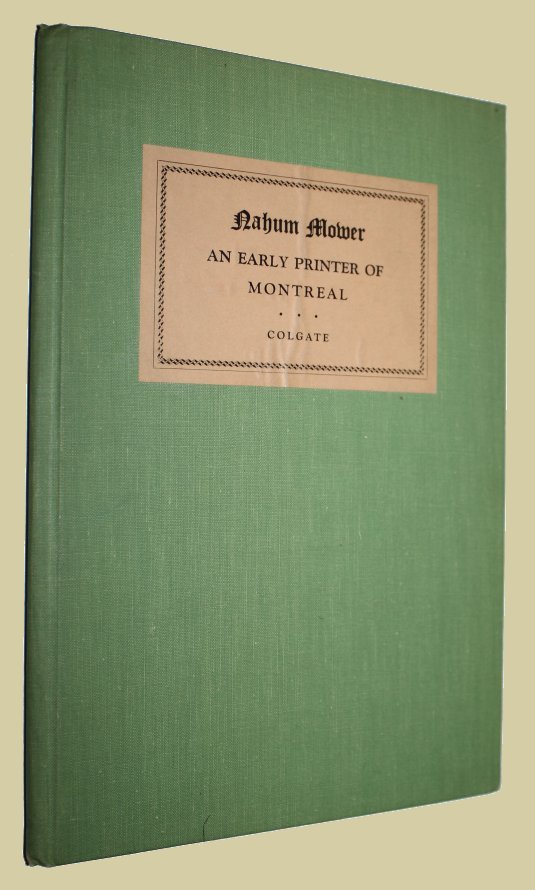 Nahum Mower
AN EARLY PRINTER OF
MONTREAL
. . .
COLGATE